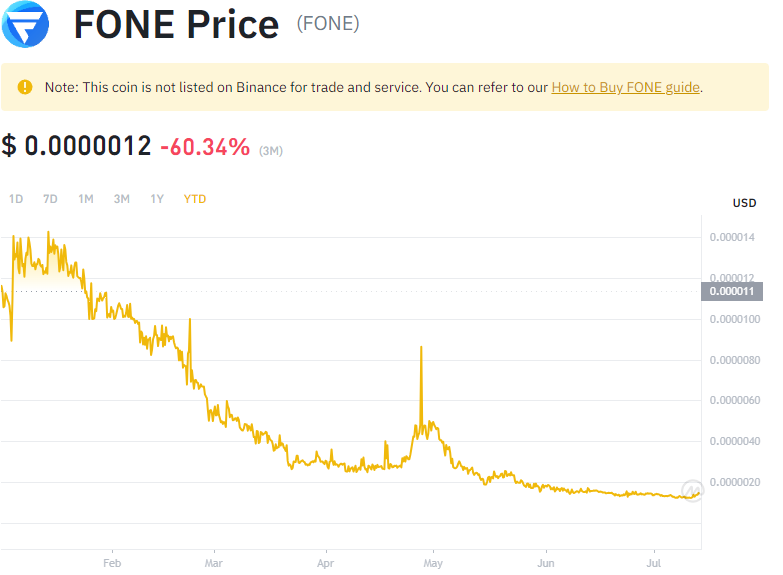 FONE Price (FONE)
Note: This coin is not listed on Binance for trade and service. You can refer to our How to Buy FONE guide.
$ 0.0000012 -60.34% (3M)
1D 7D 1M 3M 1Y YTD
USD
0.000014
0.000012
0.000011
0.0000100
0.0000080
0.0000060
0.0000040
0.0000020
Feb Mar Apr May Jun Jul